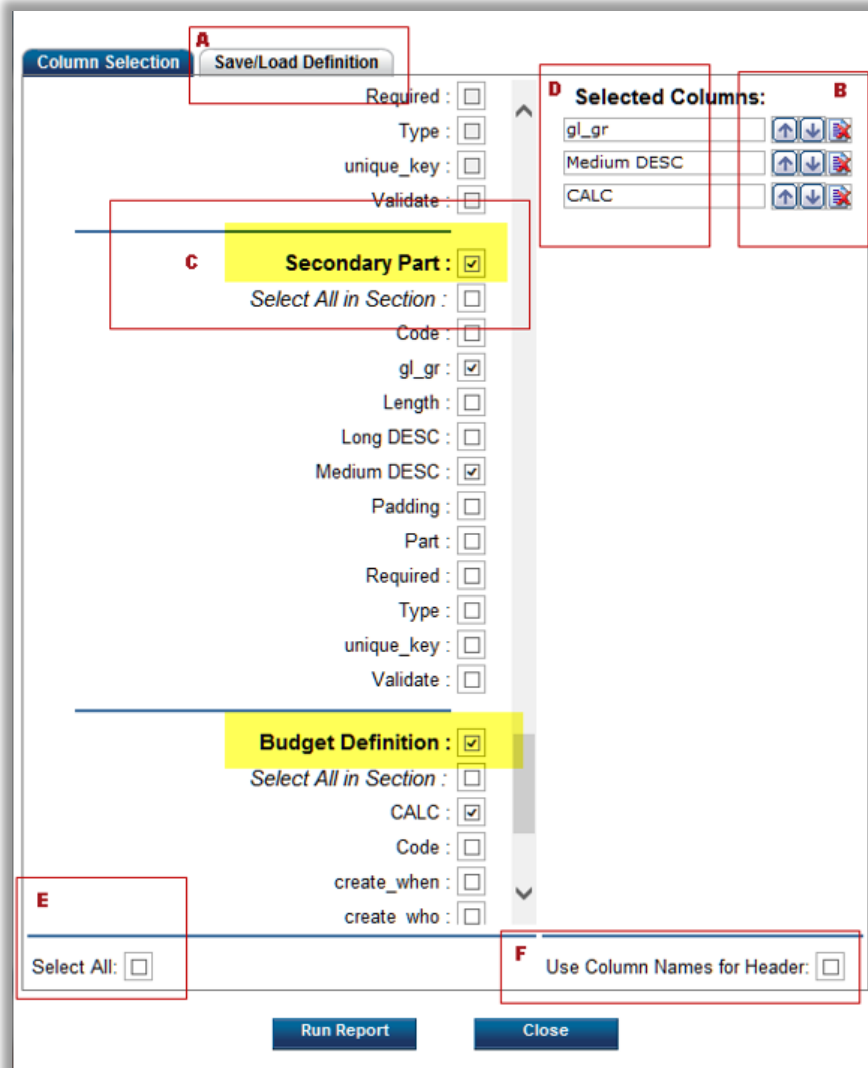 A
Column Selection Save/Load Definition
Required :
Type :
unique_key :
Validate :
C
Secondary Part :
Select All in Section :
Code :
gl_gr :
Length :
Long DESC :
Medium DESC :
Padding :
Part :
Required :
Type :
unique_key :
Validate :
Budget Definition :
Select All in Section :
CALC :
Code :
create_when :
create who :
D Selected Columns: B
gl_gr
Medium DESC
CALC
E
Select All:
F
Use Column Names for Header:
Run Report Close